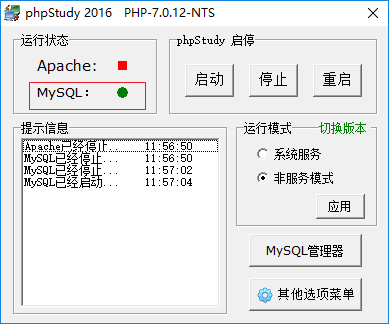 phpStudy 2016 PHP-7.0.12-NTS
运行状态
Apache:
MySQL:
phpStudy 启停
启动 停止 重启
提示信息
Apache已经停止... 11:56:50
MySQL已经停止... 11:56:50
MySQL已经停止... 11:57:02
MySQL已经启动... 11:57:04
运行模式 切换版本
系统服务
非服务模式
应用
MySQL管理器
其他选项菜单